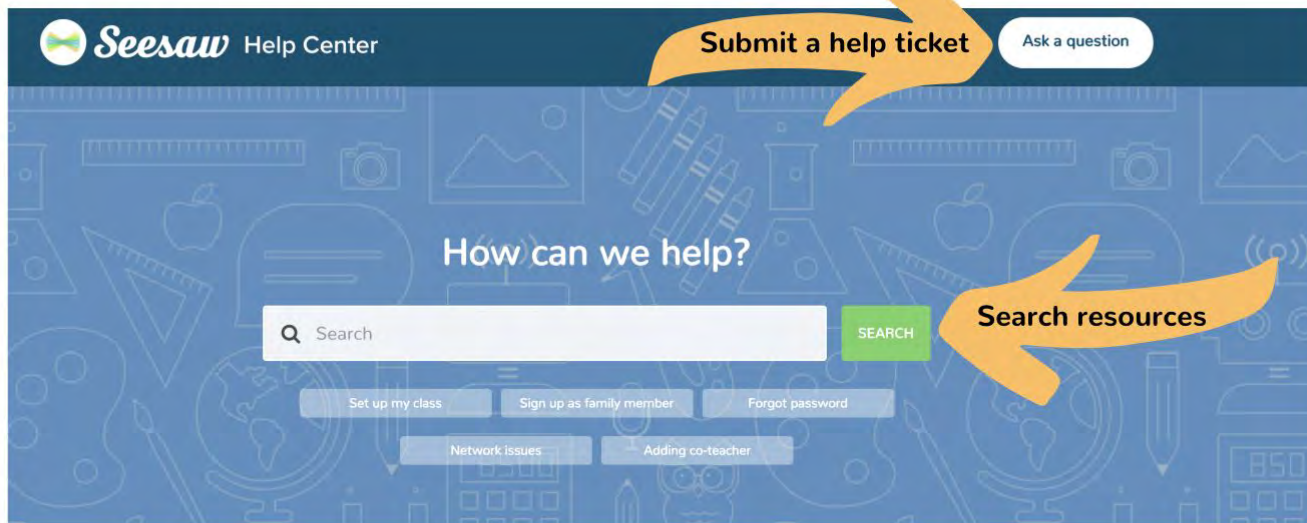 Seesaw Help Center
Submit a help ticket
Ask a question
How can we help?
Search
SEARCH
Search resources
Set up my class
Sign up as family member
Forgot password
Network issues
Adding co-teacher
850